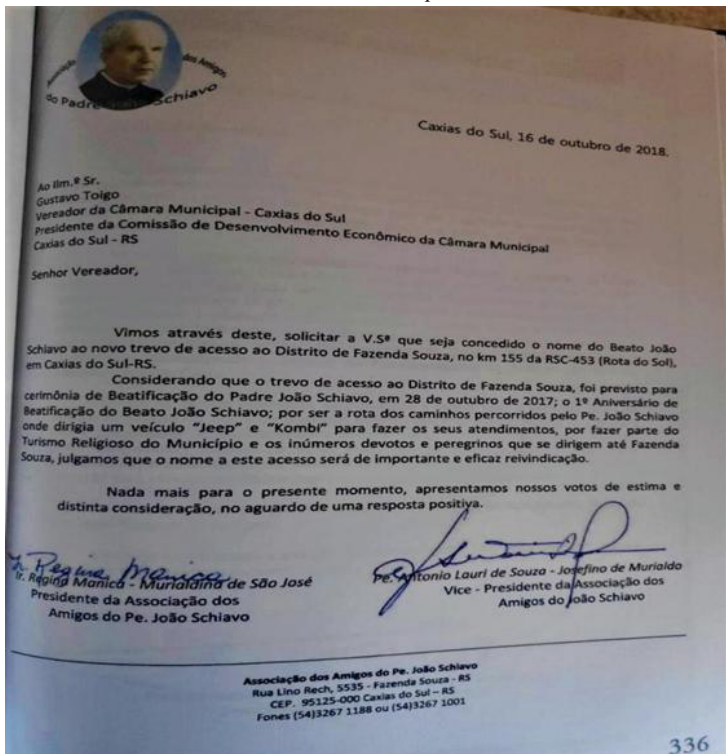 Associação dos Amigos
do Padre Schiavo
Caxias do Sul, 16 de outubro de 2018.
Ao Ilm.º Sr.
Gustavo Toigo
Vereador da Câmara Municipal - Caxias do Sul
Presidente da Comissão de Desenvolvimento Econômico da Câmara Municipal
Caxias do Sul - RS
Senhor Vereador,
Vimos através deste, solicitar a V.Sª que seja concedido o nome do Beato João
Schiavo ao novo trevo de acesso ao Distrito de Fazenda Souza, no km 155 da RSC-453 (Rota do Sol),
em Caxias do Sul-RS.
Considerando que o trevo de acesso ao Distrito de Fazenda Souza, foi previsto para
cerimônia de Beatificação do Padre João Schiavo, em 28 de outubro de 2017; o 1º Aniversário de
Beatificação do Beato João Schiavo; por ser a rota dos caminhos percorridos pelo Pe. João Schiavo
onde dirigia um veículo “Jeep” e “Kombi” para fazer os seus atendimentos, por fazer parte do
Turismo Religioso do Município e os inúmeros devotos e peregrinos que se dirigem até Fazenda
Souza, julgamos que o nome a este acesso será de importante e eficaz reivindicação.
Nada mais para o presente momento, apresentamos nossos votos de estima e
distinta consideração, no aguardo de uma resposta positiva.
Ir. Regina Manica
Ir. Regina Manica - Murialdina de São José
Presidente da Associação dos
Amigos do Pe. João Schiavo
Pe. Antonio Lauri de Souza - Josefino de Murialdo
Vice - Presidente da Associação dos
Amigos do João Schiavo
Associação dos Amigos do Pe. João Schiavo
Rua Lino Rech, 5535 - Fazenda Souza - RS
CEP. 95125-000 Caxias do Sul – RS
Fones (54)3267 1188 ou (54)3267 1001
336